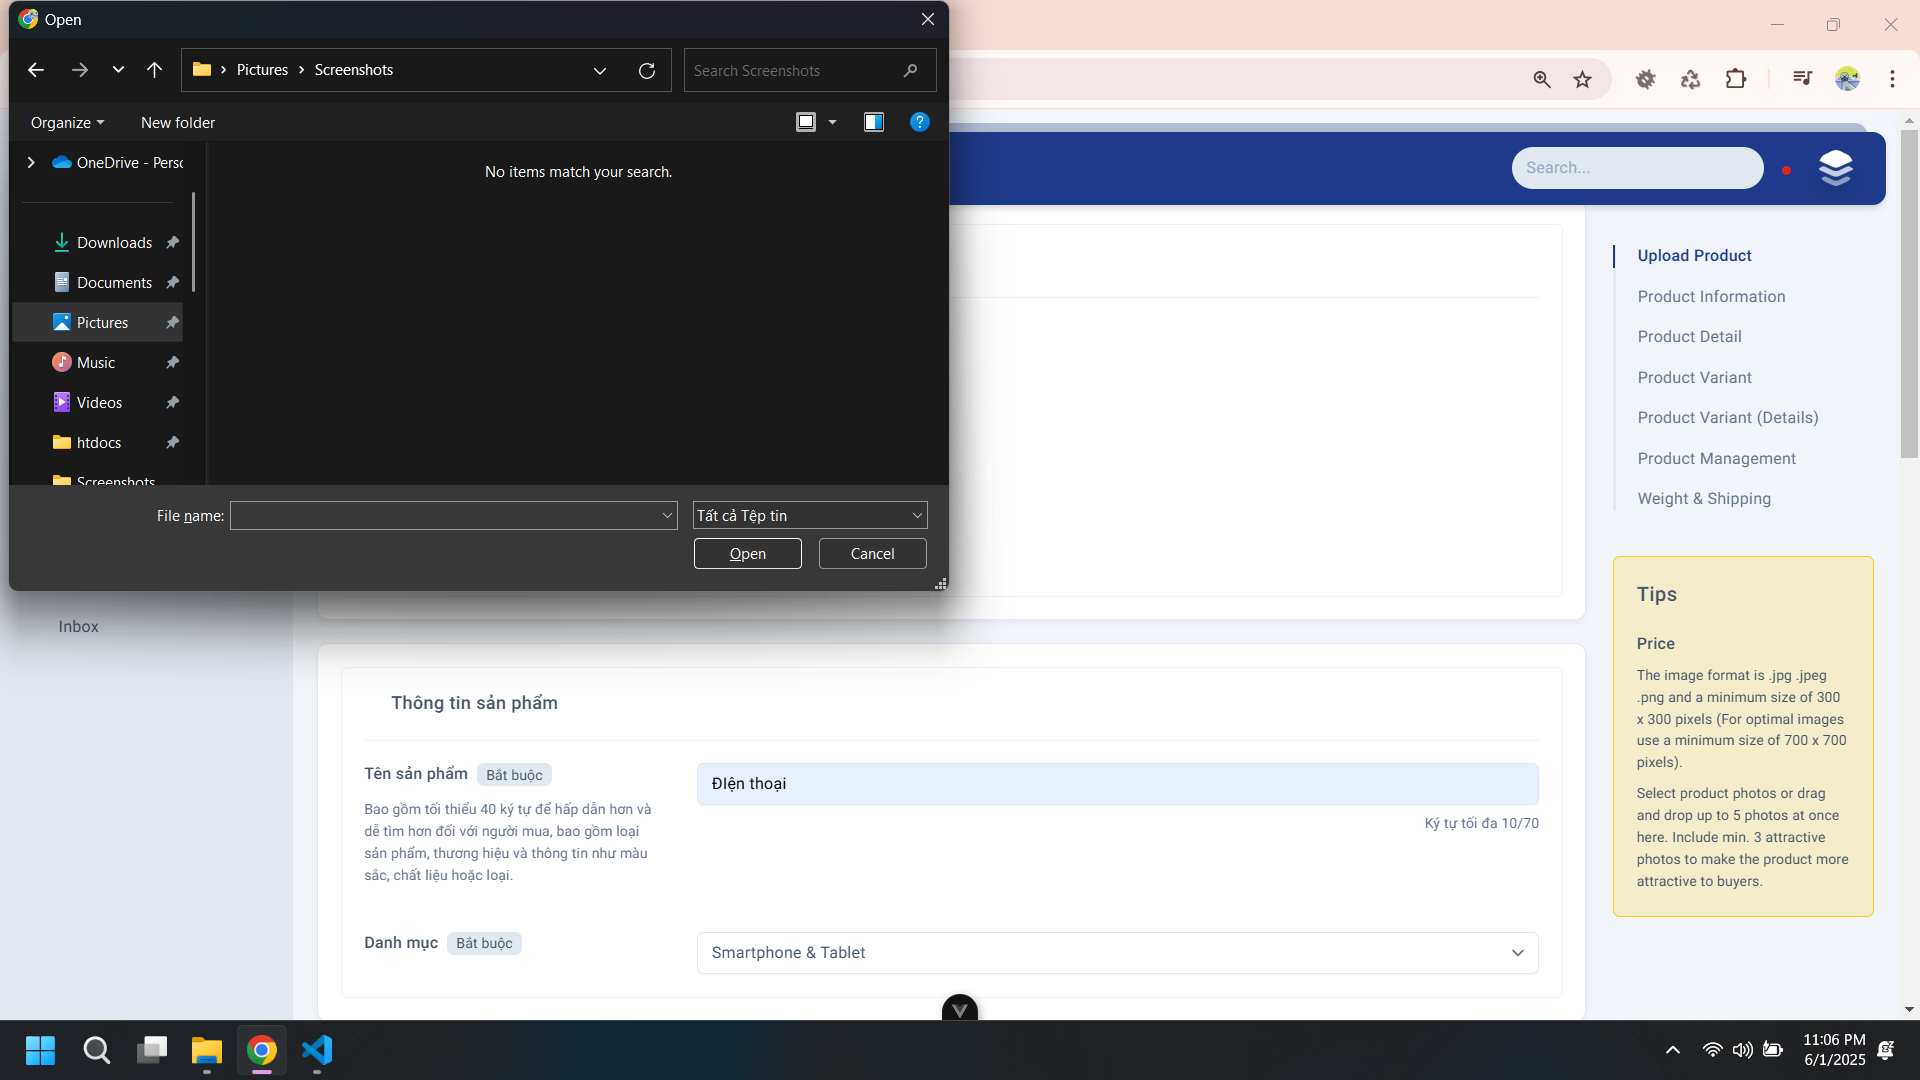 Open
Pictures
Screenshots
Search Screenshots
Organize
New folder
?
OneDrive - Perso
No items match your search.
Downloads
Documents
Pictures
Music
Videos
htdocs
Screenshots
File name:
Tất cả Tệp tin
Open
Cancel
Search...
Upload Product
Product Information
Product Detail
Product Variant
Product Variant (Details)
Product Management
Weight & Shipping
Inbox
Thông tin sản phẩm
Tên sản phẩm
Bắt buộc
Bao gồm tối thiểu 40 ký tự để hấp dẫn hơn và
dễ tìm hơn đối với người mua, bao gồm loại
sản phẩm, thương hiệu và thông tin như màu
sắc, chất liệu hoặc loại.
ĐIện thoại
Ký tự tối đa 10/70
Danh mục
Bắt buộc
Smartphone & Tablet
Tips
Price
The image format is .jpg .jpeg
.png and a minimum size of 300
x 300 pixels (For optimal images
use a minimum size of 700 x 700
pixels).
Select product photos or drag
and drop up to 5 photos at once
here. Include min. 3 attractive
photos to make the product more
attractive to buyers.
11:06 PM
6/1/2025